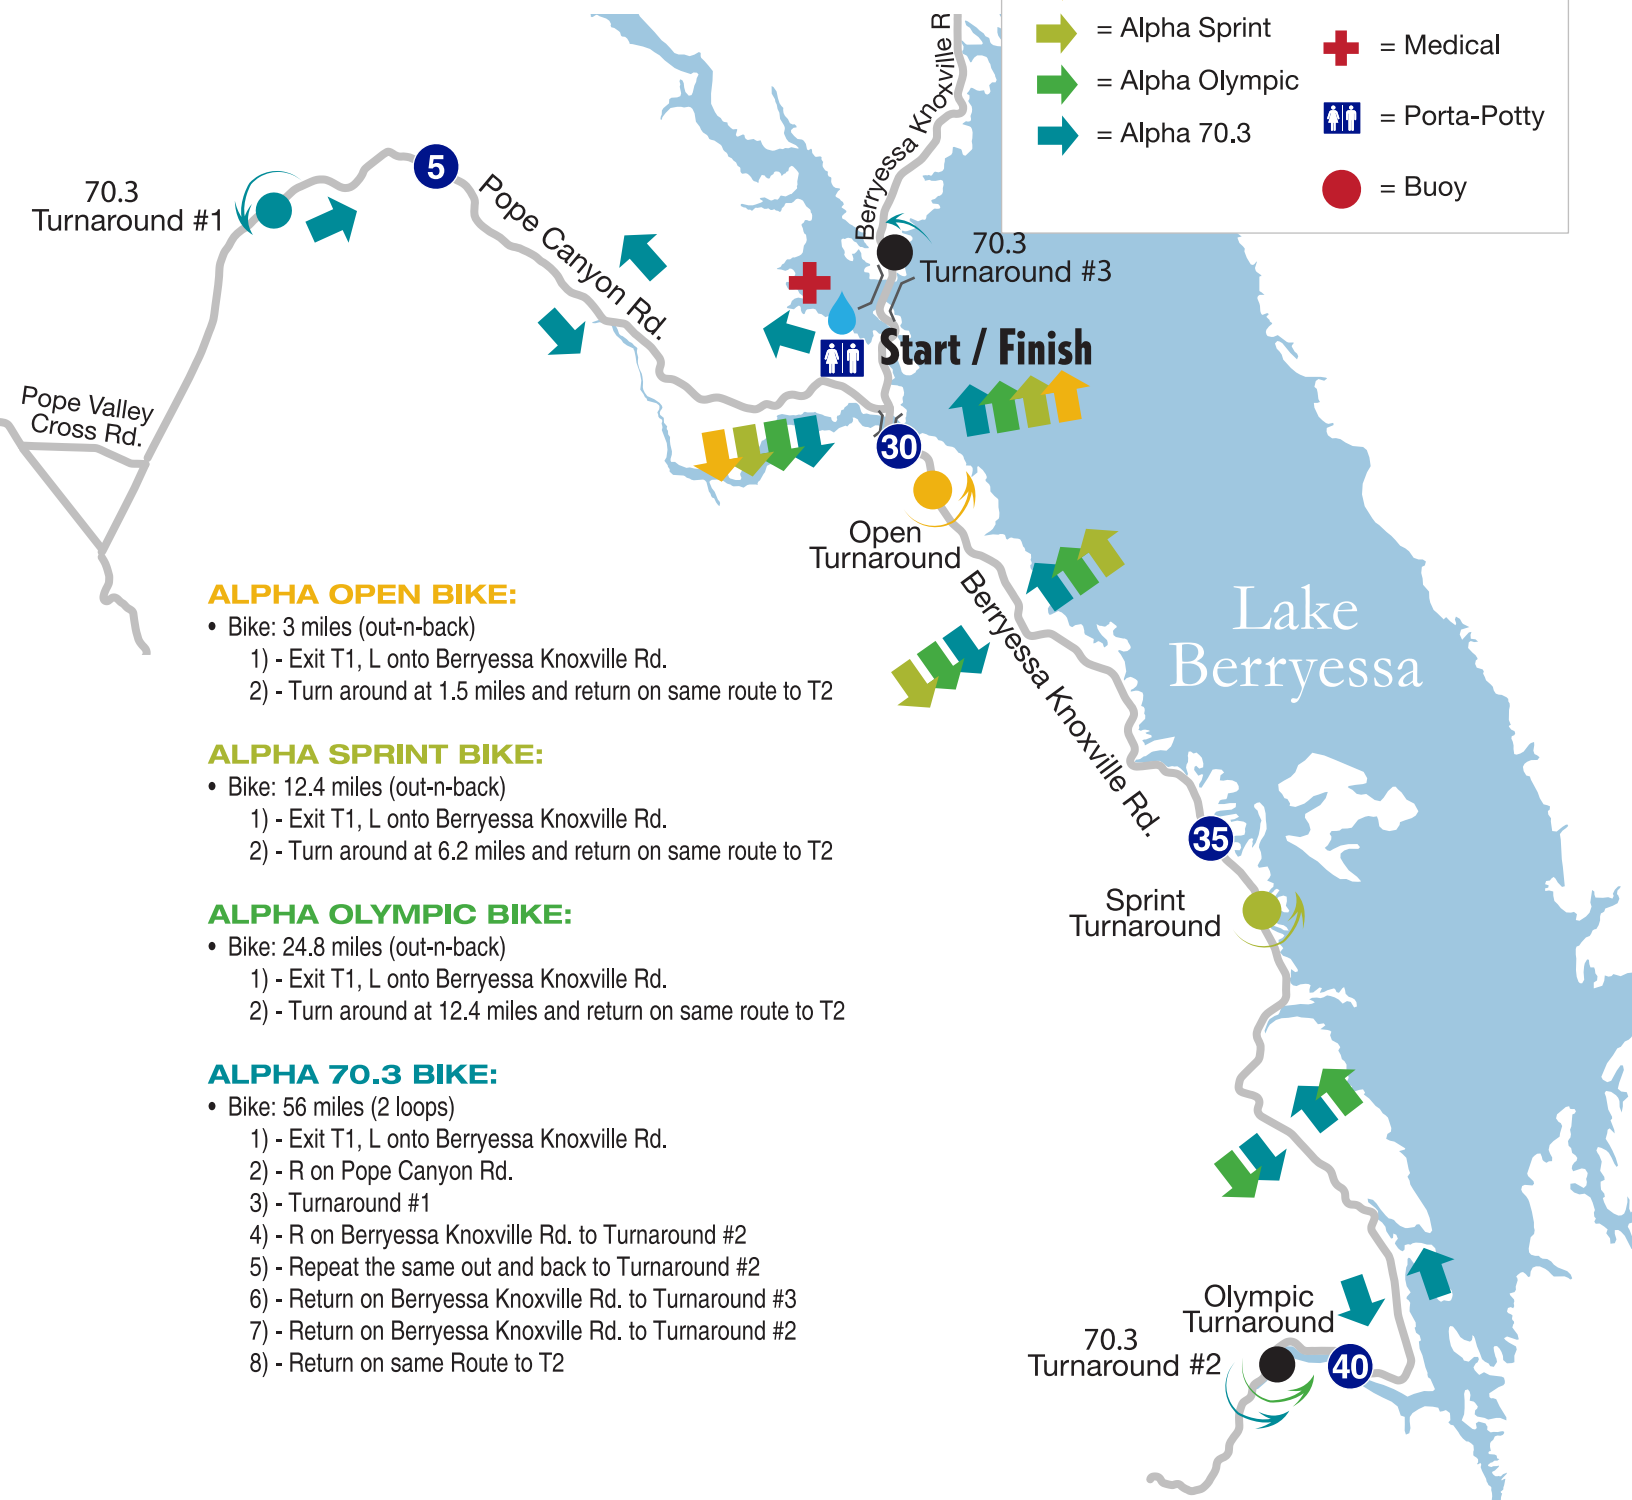 Berryessa Knoxville R
= Alpha Sprint
= Alpha Olympic
= Alpha 70.3
= Medical
= Porta-Potty
= Buoy
70.3
Turnaround #1
5
Pope Canyon Rd.
70.3
Turnaround #3
Start / Finish
Pope Valley
Cross Rd.
30
Open
Turnaround
Berryessa Knoxville Rd.
Lake
Berryessa
35
Sprint
Turnaround
Olympic
Turnaround
70.3
Turnaround #2
40
ALPHA OPEN BIKE:
• Bike: 3 miles (out-n-back)
1) - Exit T1, L onto Berryessa Knoxville Rd.
2) - Turn around at 1.5 miles and return on same route to T2
ALPHA SPRINT BIKE:
• Bike: 12.4 miles (out-n-back)
1) - Exit T1, L onto Berryessa Knoxville Rd.
2) - Turn around at 6.2 miles and return on same route to T2
ALPHA OLYMPIC BIKE:
• Bike: 24.8 miles (out-n-back)
1) - Exit T1, L onto Berryessa Knoxville Rd.
2) - Turn around at 12.4 miles and return on same route to T2
ALPHA 70.3 BIKE:
• Bike: 56 miles (2 loops)
1) - Exit T1, L onto Berryessa Knoxville Rd.
2) - R on Pope Canyon Rd.
3) - Turnaround #1
4) - R on Berryessa Knoxville Rd. to Turnaround #2
5) - Repeat the same out and back to Turnaround #2
6) - Return on Berryessa Knoxville Rd. to Turnaround #3
7) - Return on Berryessa Knoxville Rd. to Turnaround #2
8) - Return on same Route to T2